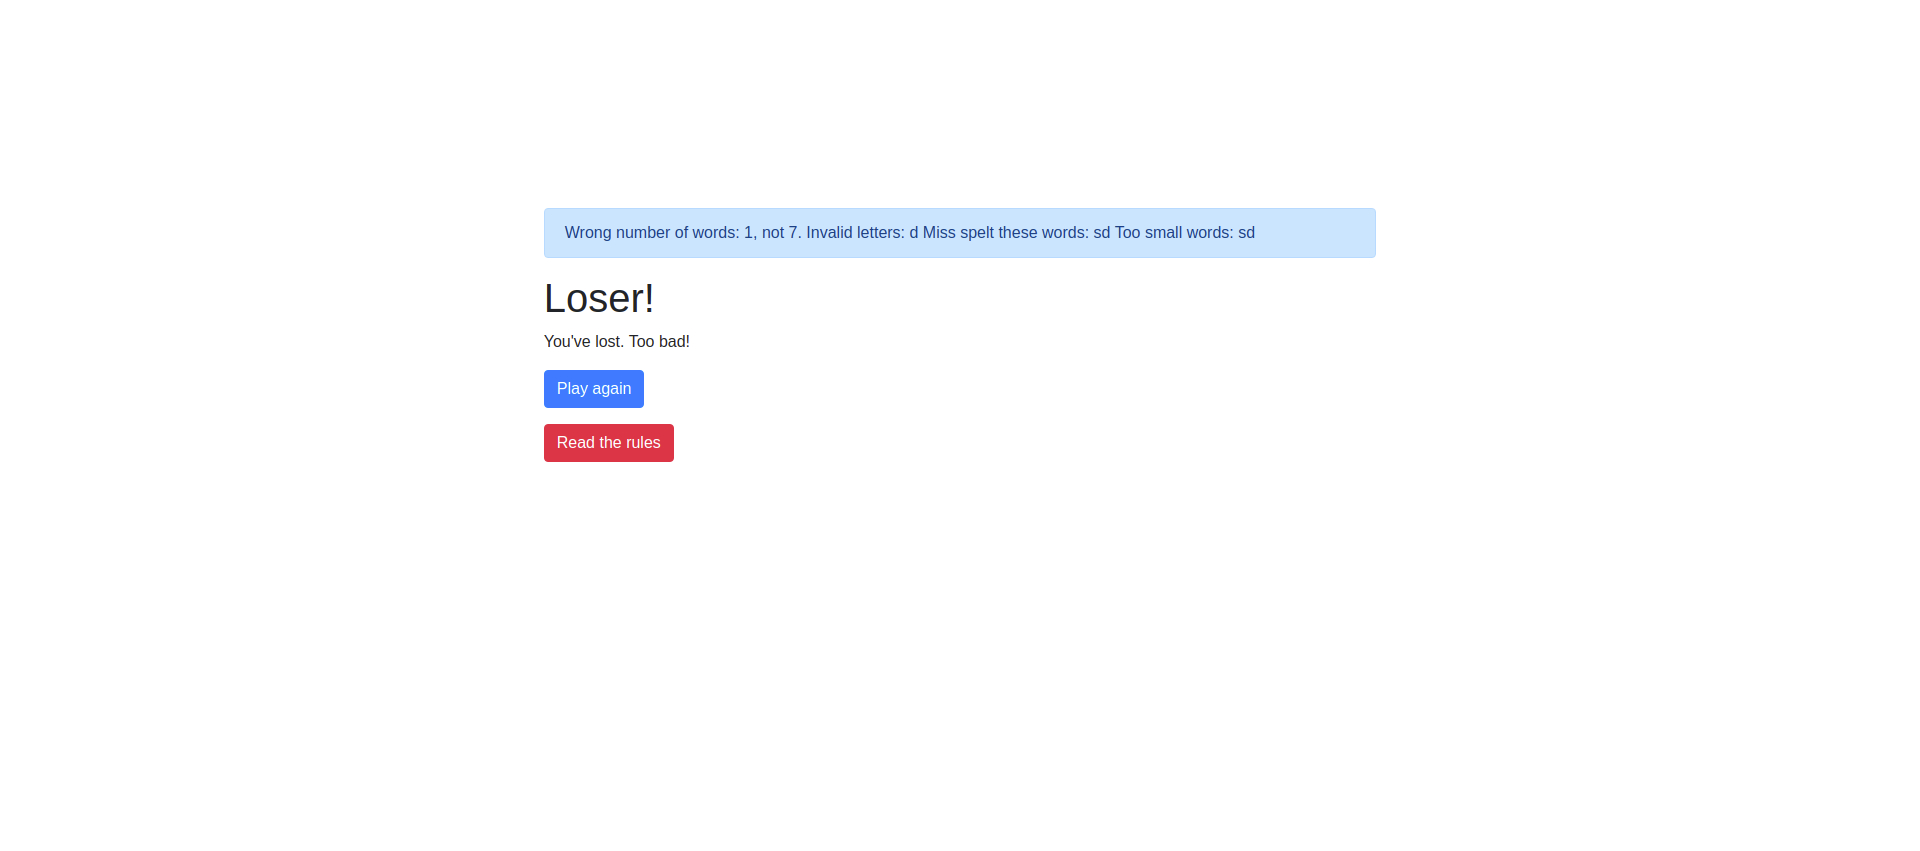 Wrong number of words: 1, not 7. Invalid letters: d Miss spelt these words: sd Too small words: sd
Loser!
You've lost. Too bad!
Play again
Read the rules